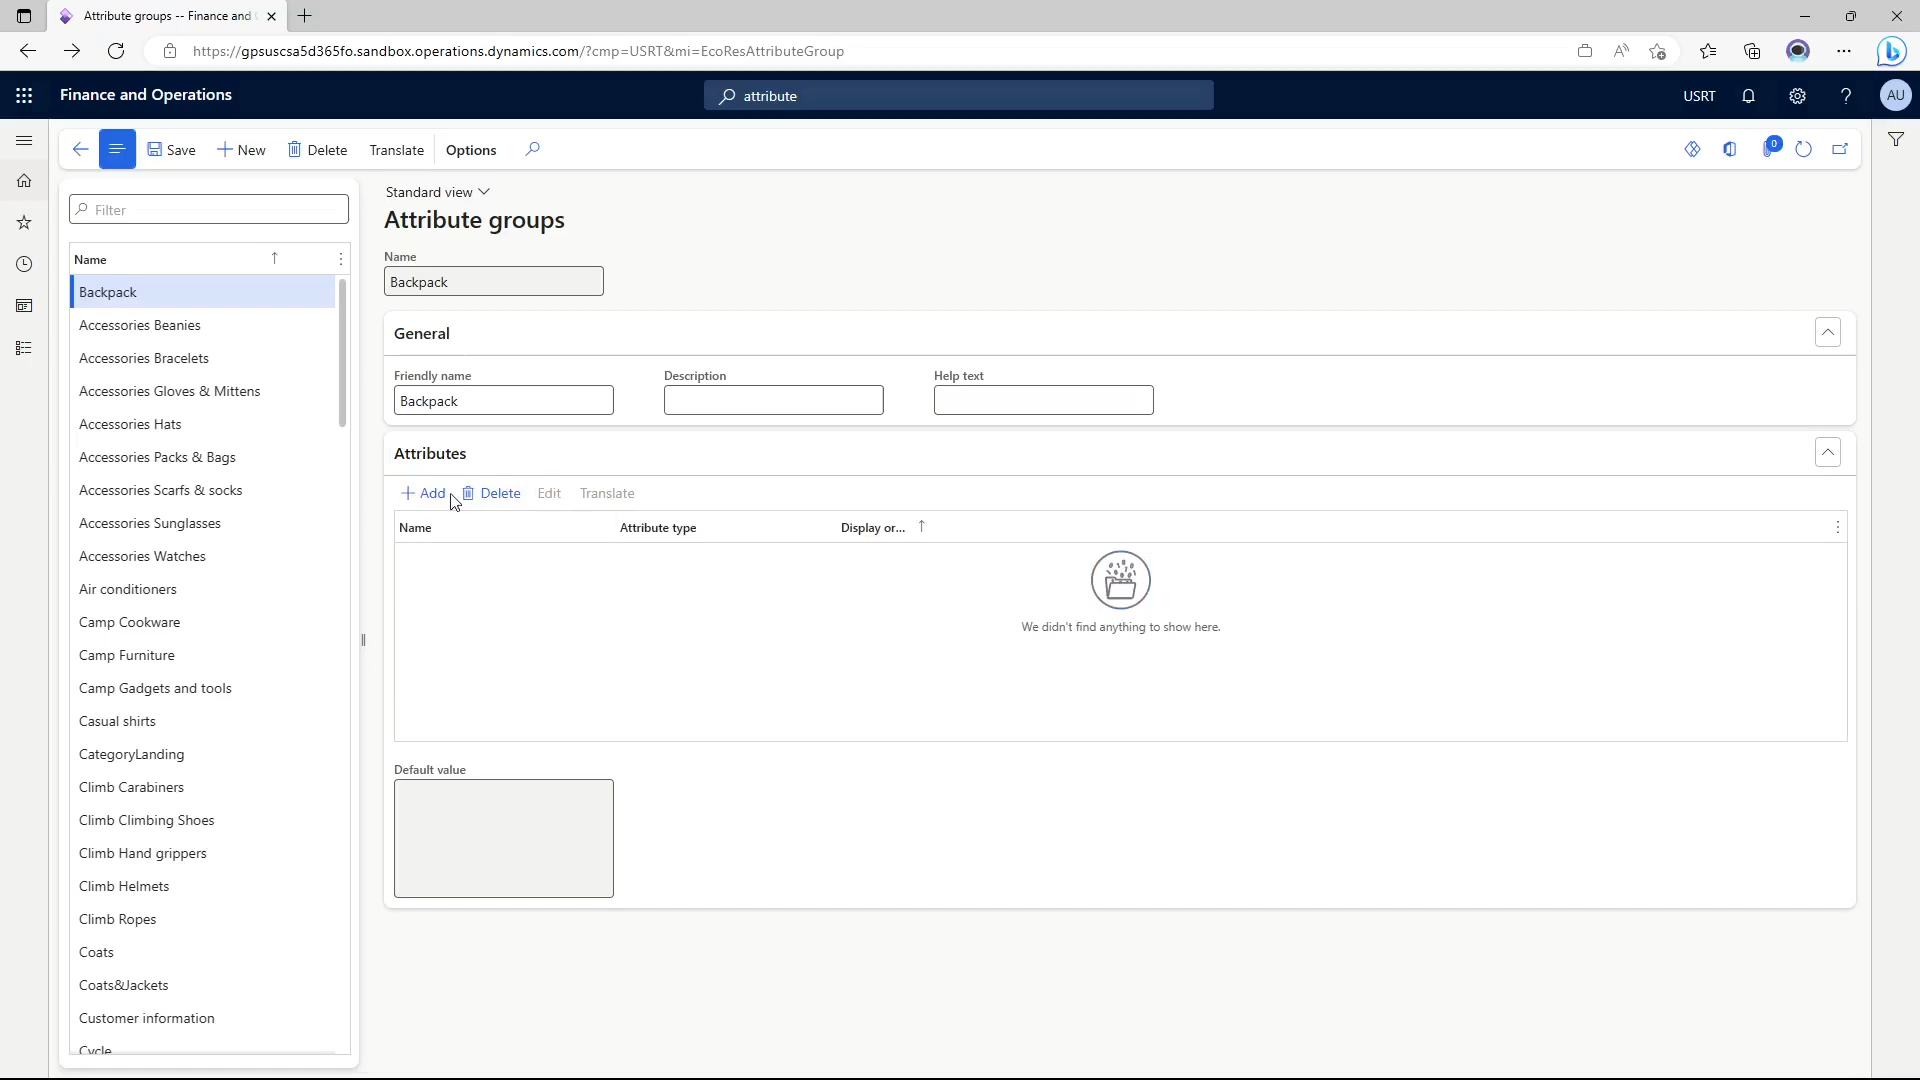 Attribute groups -- Finance and
https://gpsuscsa5d365fo.sandbox.operations.dynamics.com/?cmp=USRT&mi=EcoResAttributeGroup
Finance and Operations
attribute
USRT
?
AU
Save
New
Delete
Translate
Options
0
Filter
Name
Backpack
Accessories Beanies
Accessories Bracelets
Accessories Gloves & Mittens
Accessories Hats
Accessories Packs & Bags
Accessories Scarfs & socks
Accessories Sunglasses
Accessories Watches
Air conditioners
Camp Cookware
Camp Furniture
Camp Gadgets and tools
Casual shirts
CategoryLanding
Climb Carabiners
Climb Climbing Shoes
Climb Hand grippers
Climb Helmets
Climb Ropes
Coats
Coats&Jackets
Customer information
Cycle
Standard view
Attribute groups
Name
Backpack
General
Friendly name
Description
Help text
Backpack
Attributes
Add
Delete
Edit
Translate
Name
Attribute type
Display or...
We didn't find anything to show here.
Default value